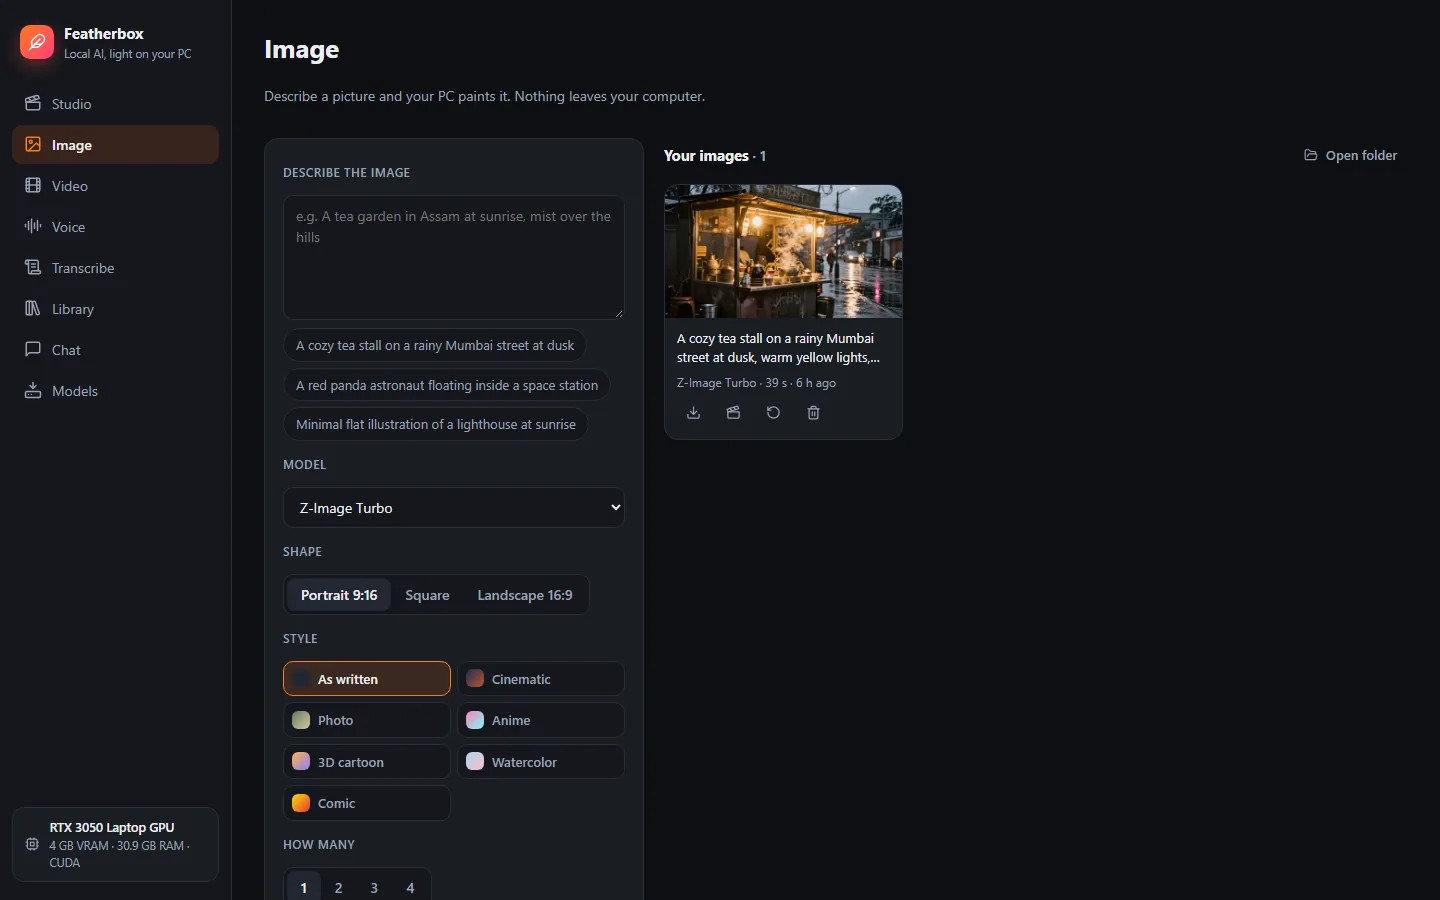 Featherbox
Local AI, light on your PC
Studio
Image
Video
Voice
Transcribe
Library
Chat
Models
RTX 3050 Laptop GPU
4 GB VRAM · 30.9 GB RAM ·
CUDA
Image
Describe a picture and your PC paints it. Nothing leaves your computer.
DESCRIBE THE IMAGE
e.g. A tea garden in Assam at sunrise, mist over the
hills
A cozy tea stall on a rainy Mumbai street at dusk
A red panda astronaut floating inside a space station
Minimal flat illustration of a lighthouse at sunrise
MODEL
Z-Image Turbo
SHAPE
Portrait 9:16
Square
Landscape 16:9
STYLE
As written
Cinematic
Photo
Anime
3D cartoon
Watercolor
Comic
HOW MANY
1
2
3
4
Your images · 1
Open folder
A cozy tea stall on a rainy Mumbai
street at dusk, warm yellow lights,...
Z-Image Turbo · 39 s · 6 h ago